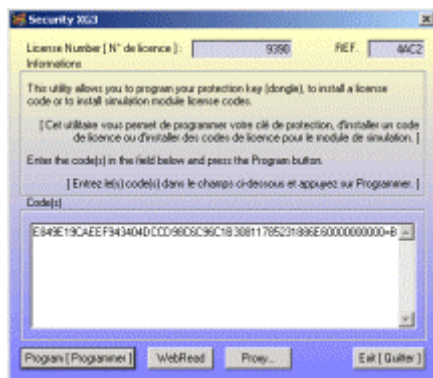 Security XG3
License Number [ N° de licence ] : 9390 REF. 4AC2
Informations
This utility allows you to program your protection key (dongle), to install a license
code or to install simulation module license codes.
[ Cet utilitaire vous permet de programmer votre clé de protection, d'installer un code
de licence ou d'installer des codes de licence pour le module de simulation. ]
Enter the code(s) in the field below and press the Program button.
[ Entrez le(s) code(s) dans le champs ci-dessous et appuyez sur Programmer. ]
Code(s)
Program [ Programmer ] WebRead Proxy... Exit [ Quitter ]